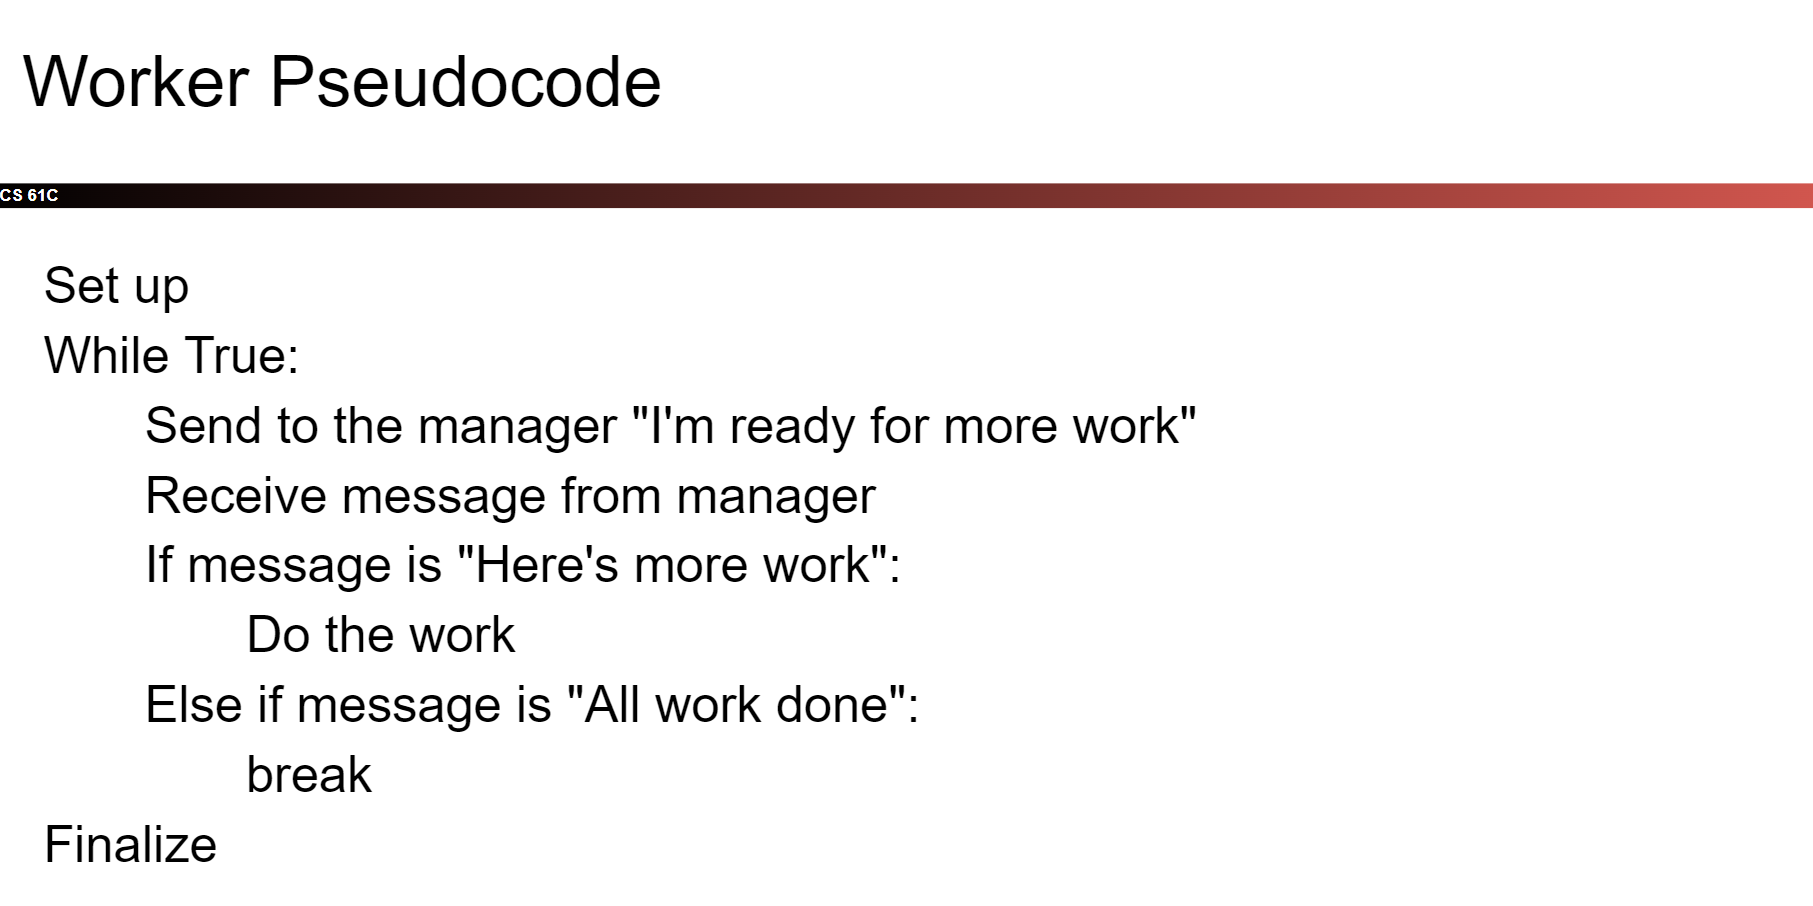 Worker Pseudocode
CS 61C
Set up
While True:
Send to the manager "I'm ready for more work"
Receive message from manager
If message is "Here's more work":
Do the work
Else if message is "All work done":
break
Finalize